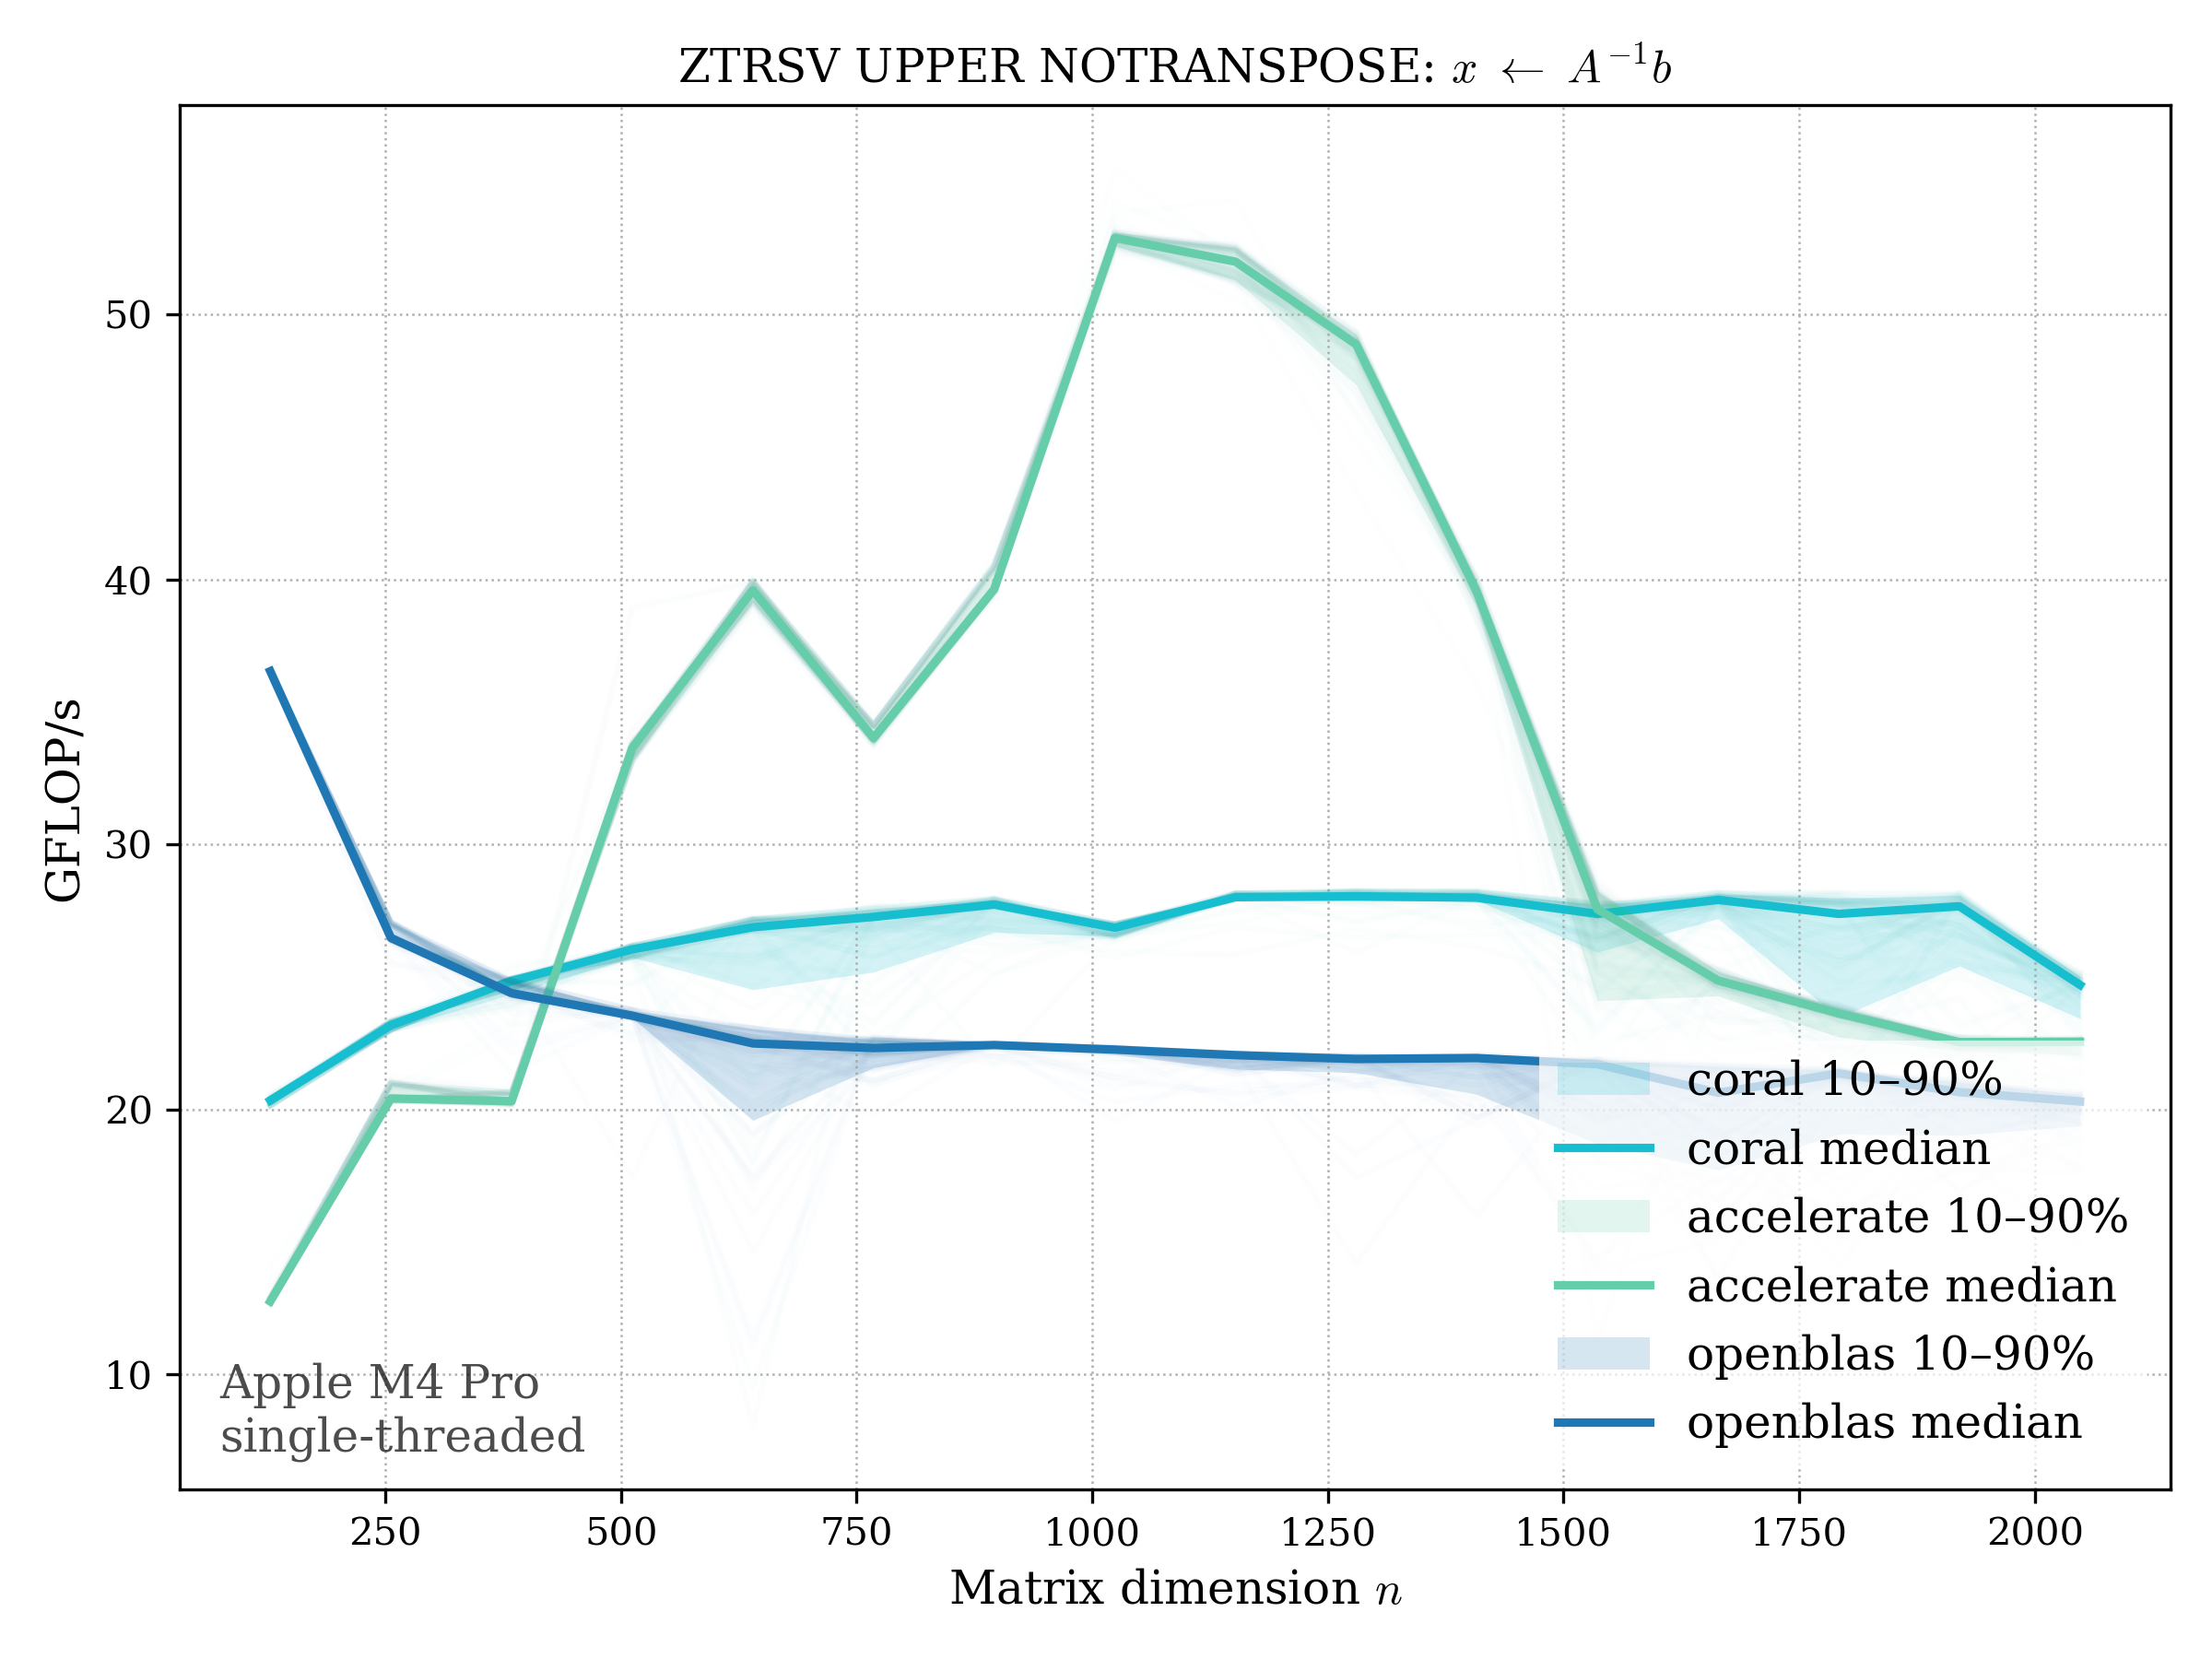 ZTRSV UPPER NOTRANSPOSE: x ← A⁻¹b
GFLOP/s
50
40
30
20
10
coral 10–90%
coral median
accelerate 10–90%
accelerate median
openblas 10–90%
openblas median
Apple M4 Pro
single-threaded
250 500 750 1000 1250 1500 1750 2000
Matrix dimension n